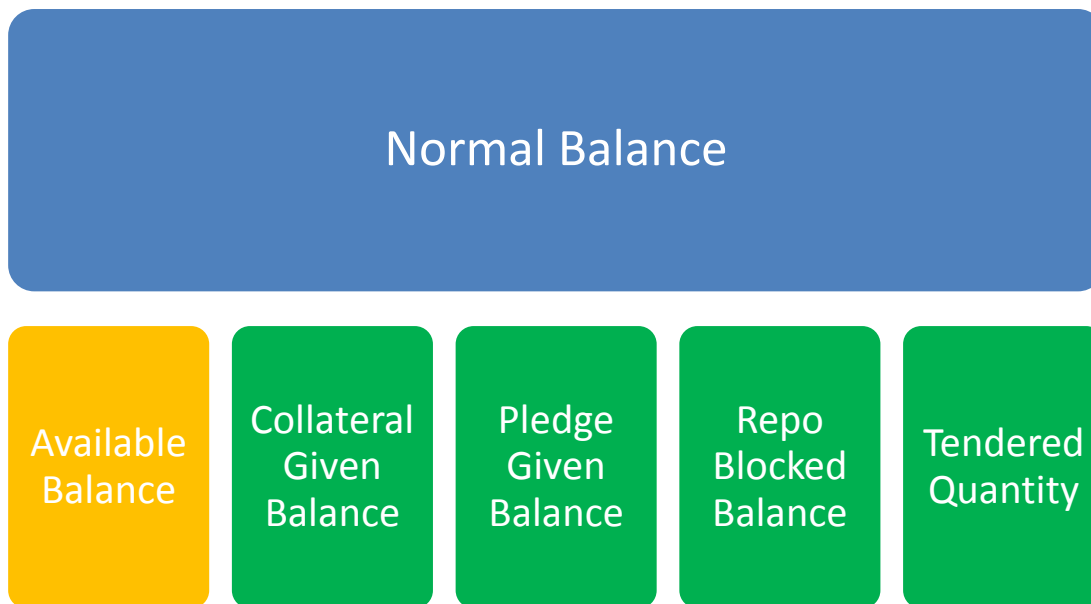 Normal Balance
Available
Balance
Collateral
Given
Balance
Pledge
Given
Balance
Repo
Blocked
Balance
Tendered
Quantity